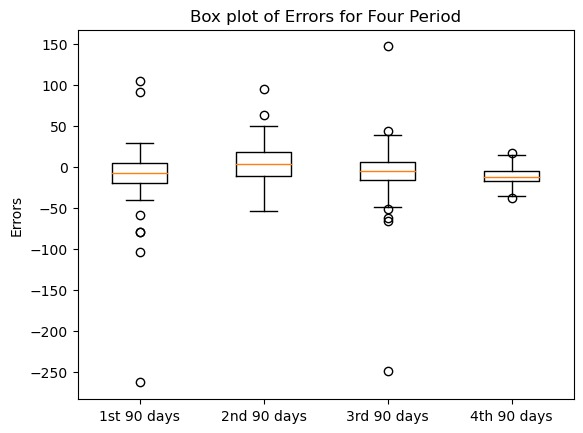 Box plot of Errors for Four Period
150
100
50
0
−50
−100
−150
−200
−250
Errors
1st 90 days
2nd 90 days
3rd 90 days
4th 90 days